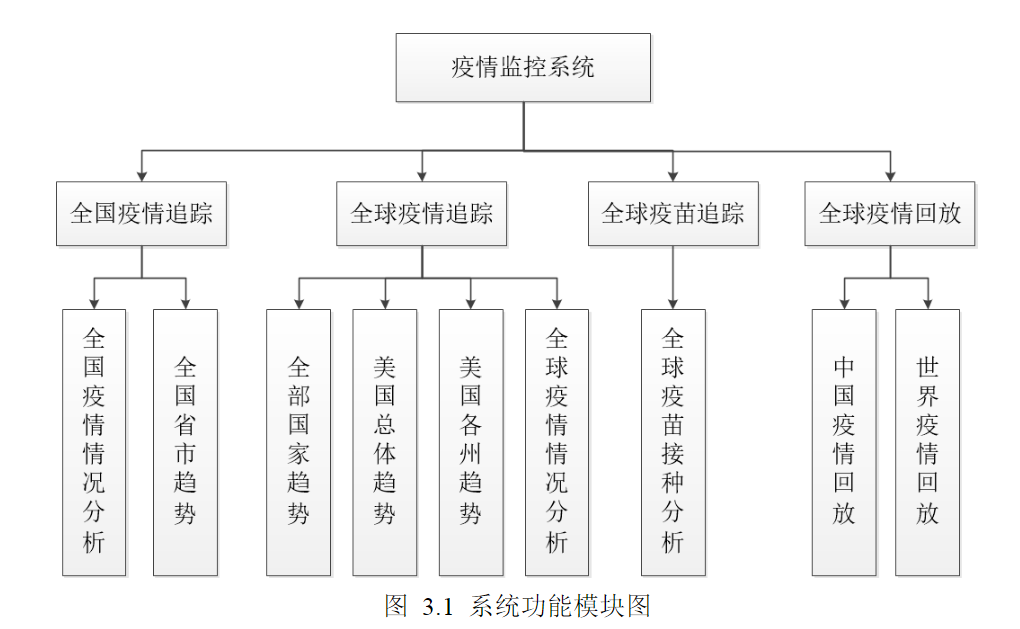 疫情监控系统
全国疫情追踪
全球疫情追踪
全球疫苗追踪
全球疫情回放
全国疫情情况分析
全国省市趋势
全部国家趋势
美国总体趋势
美国各州趋势
全球疫情情况分析
全球疫苗接种分析
中国疫情回放
世界疫情回放
图 3.1 系统功能模块图